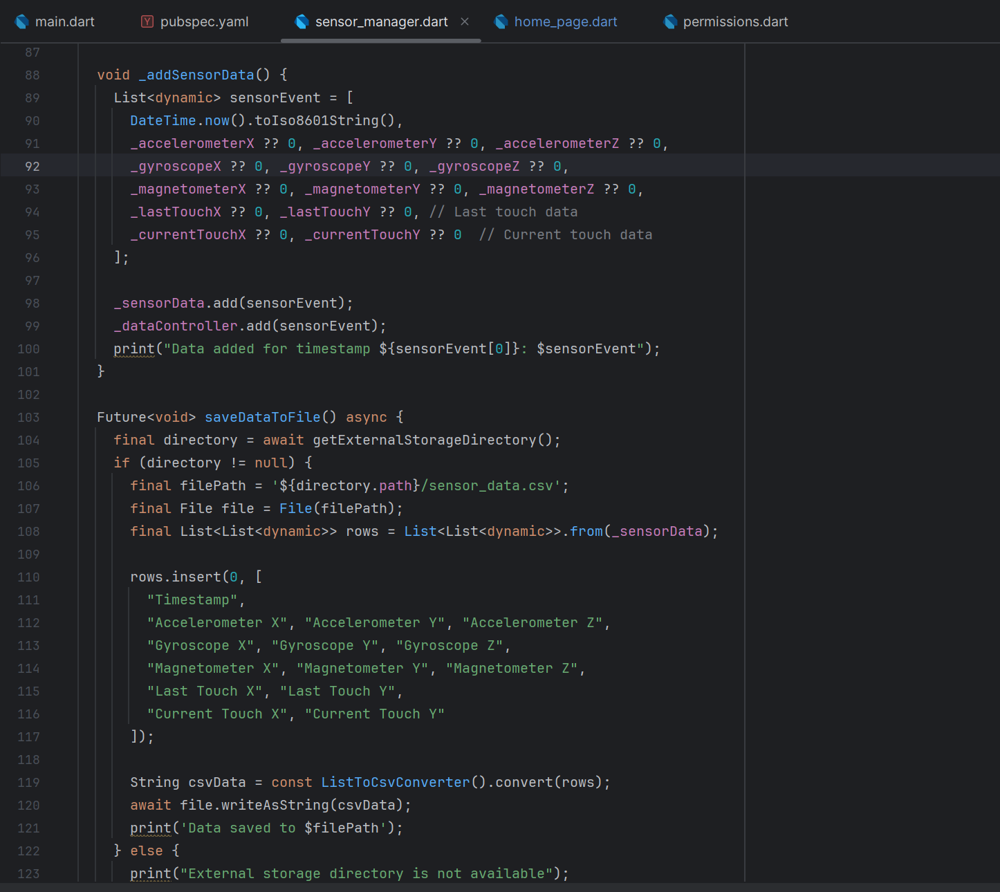 main.dart pubspec.yaml sensor_manager.dart home_page.dart permissions.dart
87
88 void _addSensorData() {
89 List<dynamic> sensorEvent = [
90 DateTime.now().toIso8601String(),
91 _accelerometerX ?? 0, _accelerometerY ?? 0, _accelerometerZ ?? 0,
92 _gyroscopeX ?? 0, _gyroscopeY ?? 0, _gyroscopeZ ?? 0,
93 _magnetometerX ?? 0, _magnetometerY ?? 0, _magnetometerZ ?? 0,
94 _lastTouchX ?? 0, _lastTouchY ?? 0, // Last touch data
95 _currentTouchX ?? 0, _currentTouchY ?? 0  // Current touch data
96 ];
97
98 _sensorData.add(sensorEvent);
99 _dataController.add(sensorEvent);
100 print("Data added for timestamp ${sensorEvent[0]}: $sensorEvent");
101 }
102
103 Future<void> saveDataToFile() async {
104 final directory = await getExternalStorageDirectory();
105 if (directory != null) {
106 final filePath = '${directory.path}/sensor_data.csv';
107 final File file = File(filePath);
108 final List<List<dynamic>> rows = List<List<dynamic>>.from(_sensorData);
109
110 rows.insert(0, [
111 "Timestamp",
112 "Accelerometer X", "Accelerometer Y", "Accelerometer Z",
113 "Gyroscope X", "Gyroscope Y", "Gyroscope Z",
114 "Magnetometer X", "Magnetometer Y", "Magnetometer Z",
115 "Last Touch X", "Last Touch Y",
116 "Current Touch X", "Current Touch Y"
117 ]);
118
119 String csvData = const ListToCsvConverter().convert(rows);
120 await file.writeAsString(csvData);
121 print('Data saved to $filePath');
122 } else {
123 print("External storage directory is not available");